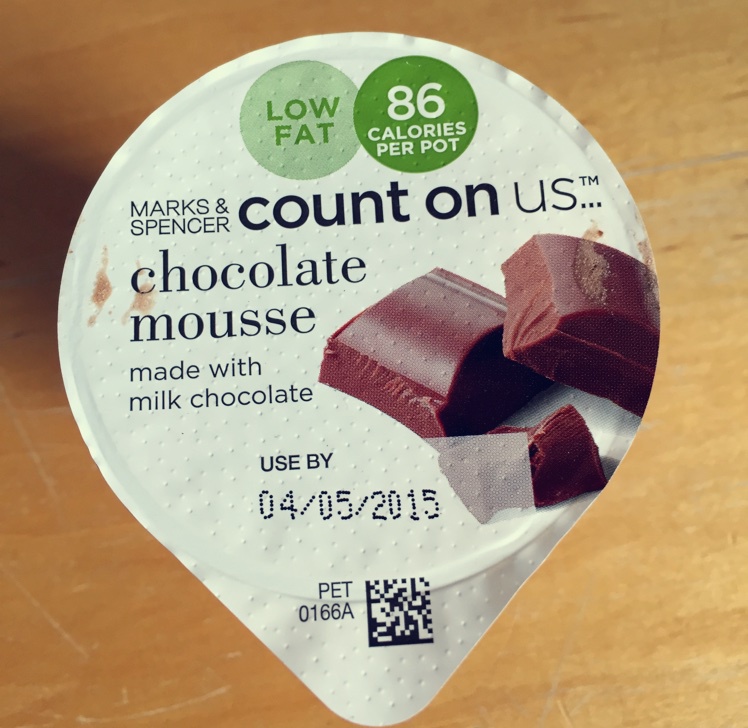 LOW
FAT
86
CALORIES
PER POT
MARKS &
SPENCER
count on us™...
chocolate
mousse
made with
milk chocolate
USE BY
04/05/2015
PET
0166A